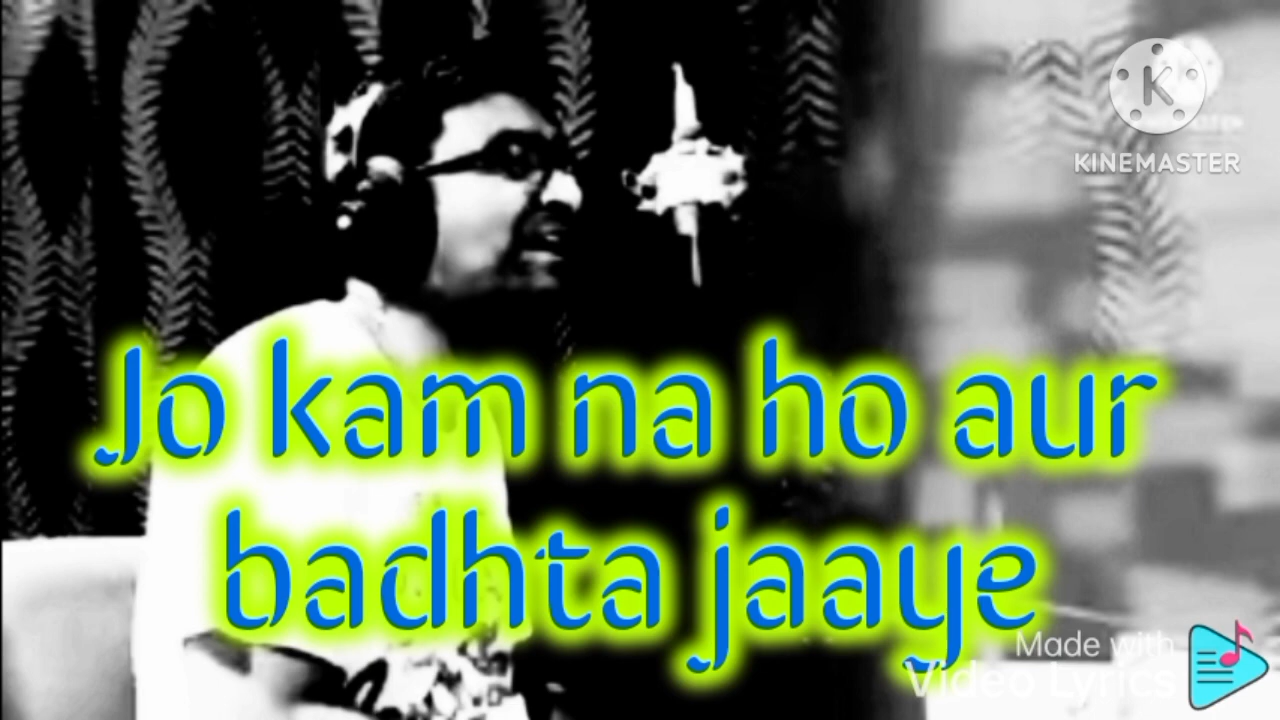 K
KINEMASTER
Jo kam na ho aur
badhta jaaye
Made with
Video Lyrics